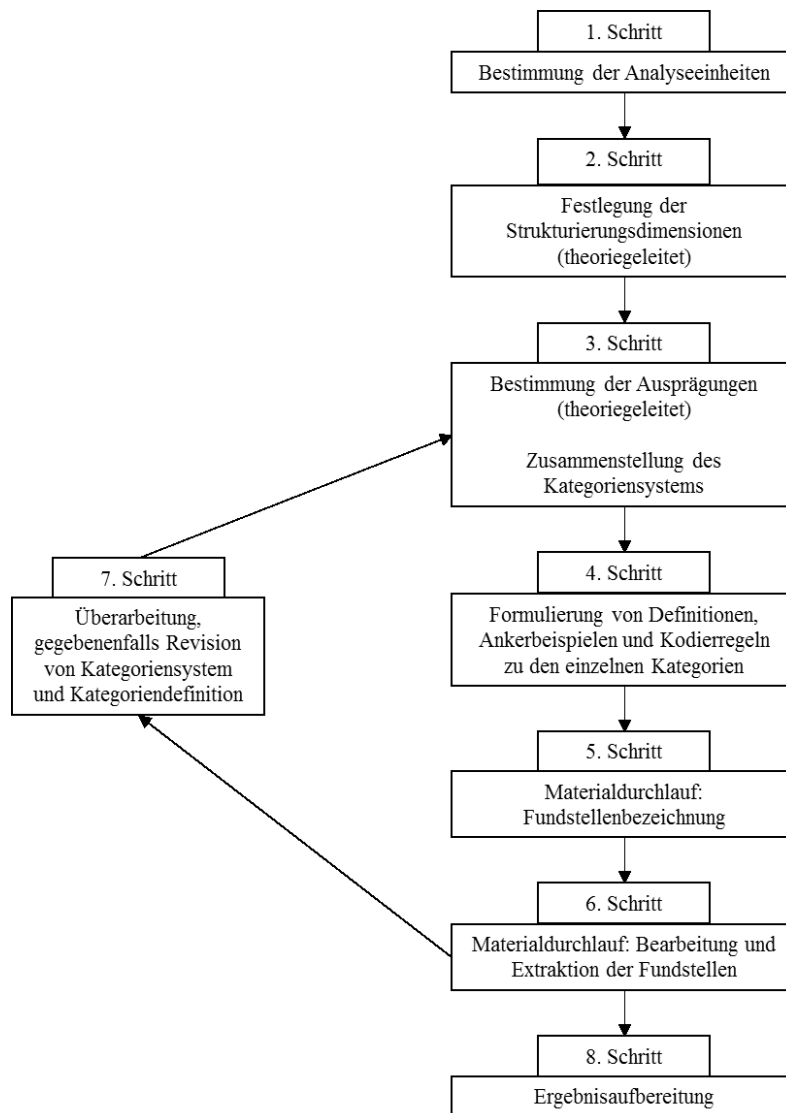 1. Schritt
Bestimmung der Analyseeinheiten
2. Schritt
Festlegung der
Strukturierungsdimensionen
(theoriegeleitet)
3. Schritt
Bestimmung der Ausprägungen
(theoriegeleitet)
Zusammenstellung des
Kategoriensystems
4. Schritt
Formulierung von Definitionen,
Ankerbeispielen und Kodierregeln
zu den einzelnen Kategorien
5. Schritt
Materialdurchlauf:
Fundstellenbezeichnung
6. Schritt
Materialdurchlauf: Bearbeitung und
Extraktion der Fundstellen
7. Schritt
Überarbeitung,
gegebenenfalls Revision
von Kategoriensystem
und Kategoriendefinition
8. Schritt
Ergebnisaufbereitung